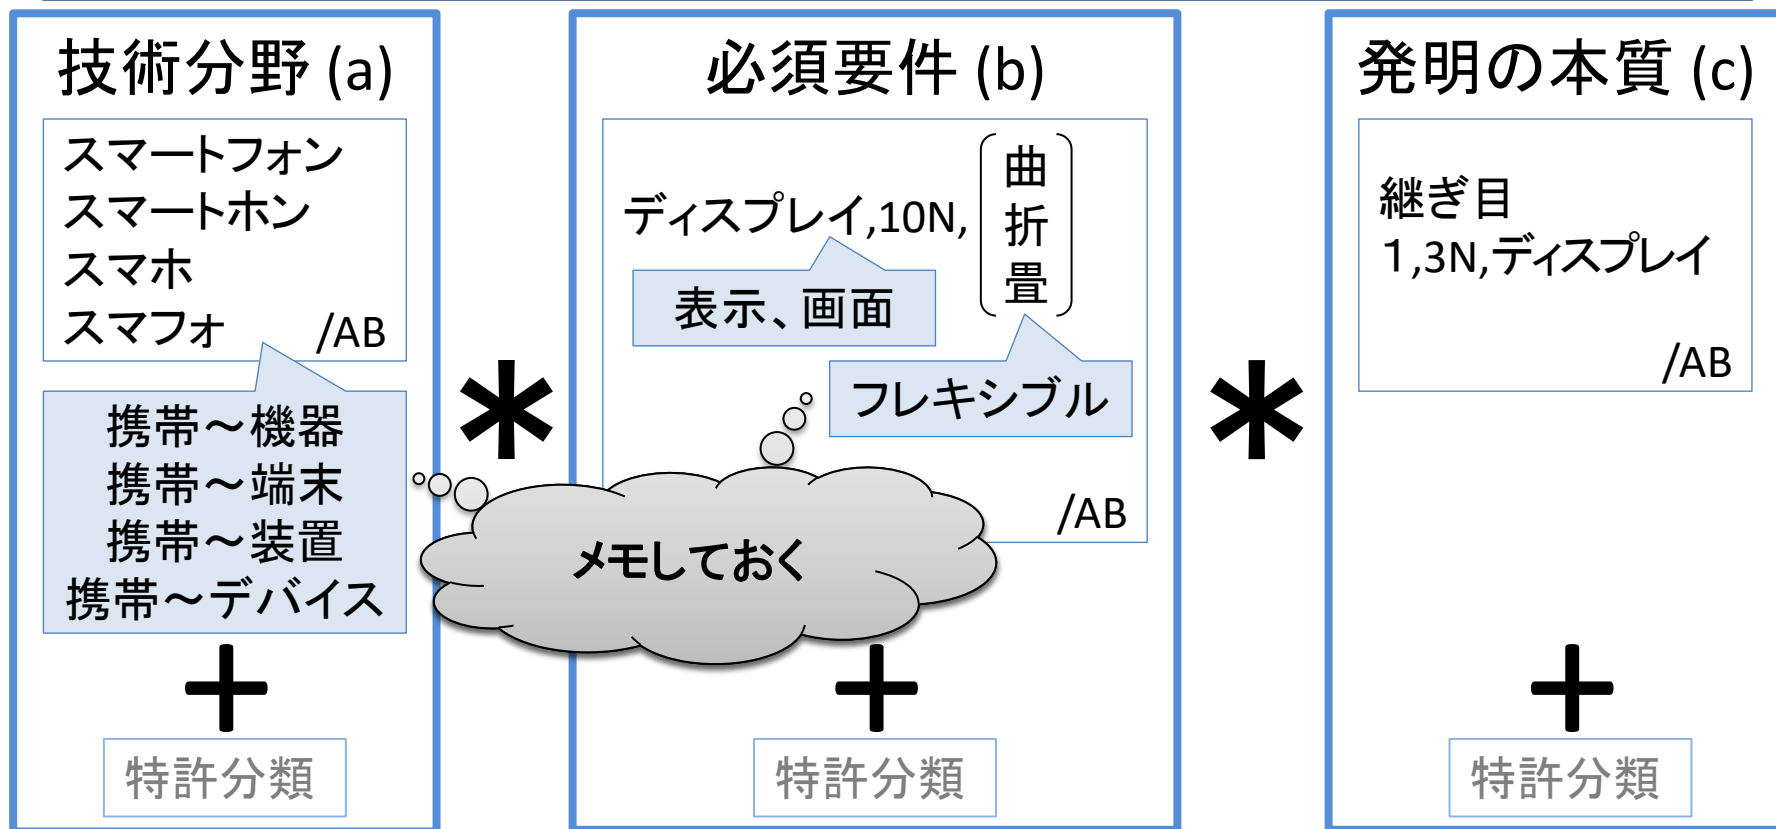 技術分野 (a)
スマートフォン
スマートホン
スマホ
スマフォ /AB
携帯～機器
携帯～端末
携帯～装置
携帯～デバイス
+
特許分類
*
必須要件 (b)
ディスプレイ,10N,
曲
折
畳
表示、画面
フレキシブル
/AB
メモしておく
+
特許分類
*
発明の本質 (c)
継ぎ目
１,3N,ディスプレイ
/AB
+
特許分類